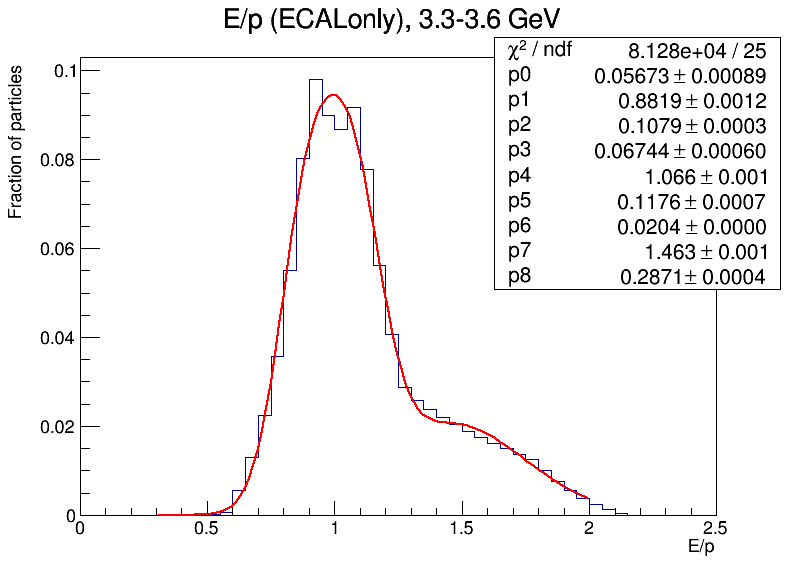 E/p (ECALonly), 3.3-3.6 GeV
χ² / ndf 8.128e+04 / 25
p0 0.05673 ± 0.00089
p1 0.8819 ± 0.0012
p2 0.1079 ± 0.0003
p3 0.06744 ± 0.00060
p4 1.066 ± 0.001
p5 0.1176 ± 0.0007
p6 0.0204 ± 0.0000
p7 1.463 ± 0.001
p8 0.2871 ± 0.0004
Fraction of particles
0.1
0.08
0.06
0.04
0.02
0
0 0.5 1 1.5 2 2.5
E/p